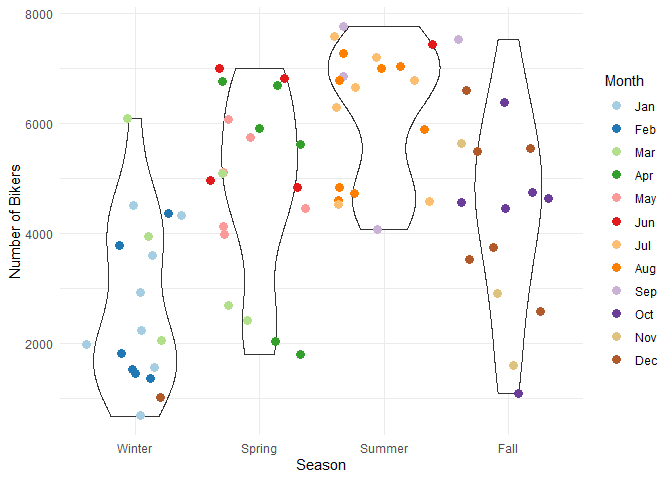 8000
6000
4000
2000
Number of Bikers
Winter
Spring
Summer
Fall
Season
Month
Jan
Feb
Mar
Apr
May
Jun
Jul
Aug
Sep
Oct
Nov
Dec